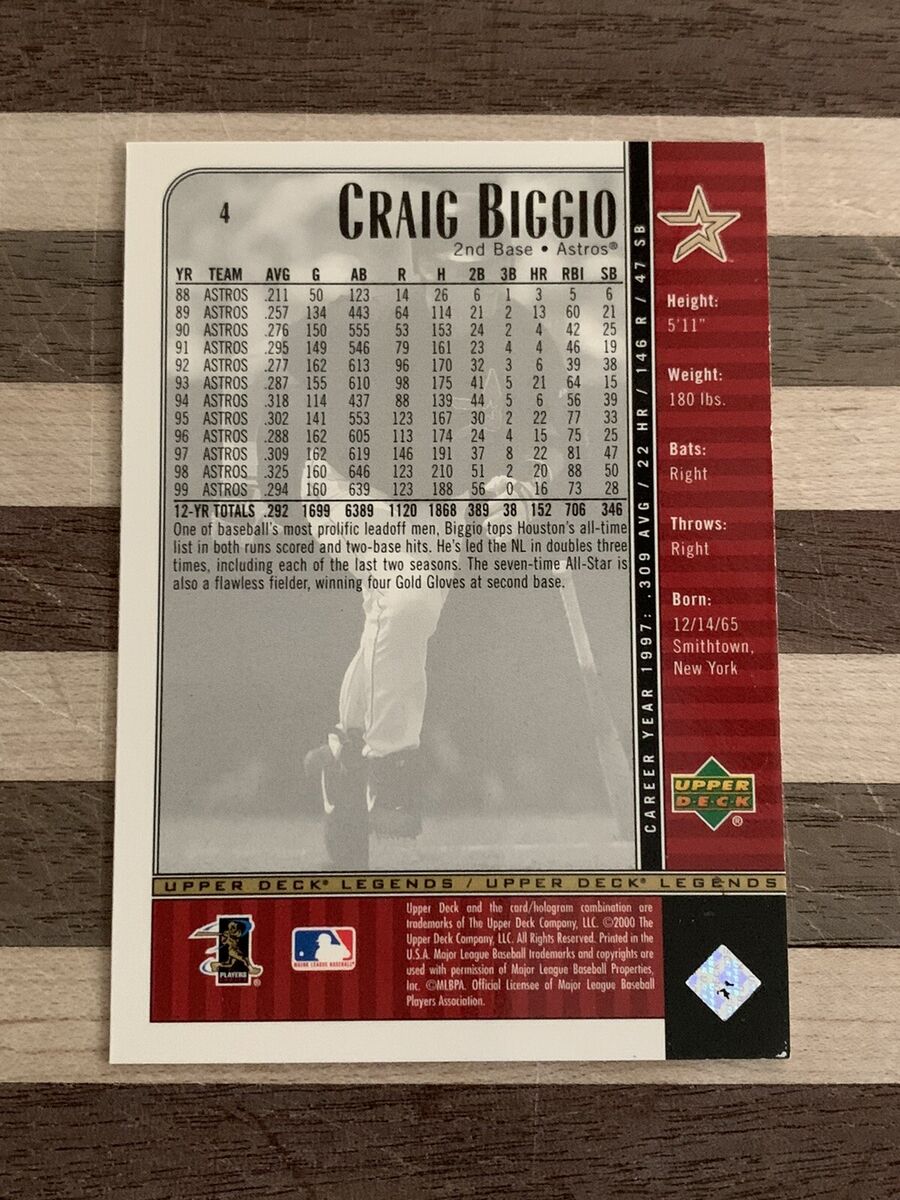 4
CRAIG BIGGIO
2nd Base • Astros®
YR TEAM AVG G AB R H 2B 3B HR RBI SB
88 ASTROS .211 50 123 14 26 6 1 3 5 6
89 ASTROS .257 134 443 64 114 21 2 13 60 21
90 ASTROS .276 150 555 53 153 24 2 4 42 25
91 ASTROS .295 149 546 79 161 23 4 4 46 19
92 ASTROS .277 162 613 96 170 32 3 6 39 38
93 ASTROS .287 155 610 98 175 41 5 21 64 15
94 ASTROS .318 114 437 88 139 44 5 6 56 39
95 ASTROS .302 141 553 123 167 30 2 22 77 33
96 ASTROS .288 162 605 113 174 24 4 15 75 25
97 ASTROS .309 162 619 146 191 37 8 22 81 47
98 ASTROS .325 160 646 123 210 51 2 20 88 50
99 ASTROS .294 160 639 123 188 56 0 16 73 28
12-YR TOTALS .292 1699 6389 1120 1868 389 38 152 706 346
One of baseball's most prolific leadoff men, Biggio tops Houston's all-time
list in both runs scored and two-base hits. He's led the NL in doubles three
times, including each of the last two seasons. The seven-time All-Star is
also a flawless fielder, winning four Gold Gloves at second base.
CAREER YEAR 1997: .309 AVG / 22 HR / 146 R / 47 SB
Height:
5'11"
Weight:
180 lbs.
Bats:
Right
Throws:
Right
Born:
12/14/65
Smithtown,
New York
UPPER
D·E·C·K
®
UPPER DECK® LEGENDS / UPPER DECK® LEGENDS
PLAYERS
®
MAJOR LEAGUE BASEBALL
Upper Deck and the card/hologram combination are
trademarks of The Upper Deck Company, LLC. ©2000 The
Upper Deck Company, LLC. All Rights Reserved. Printed in
U.S.A. Major League Baseball trademarks and copyrights are
used with permission of Major League Baseball Properties,
Inc. ©MLBPA. Official Licensee of Major League Baseball
Players Association.